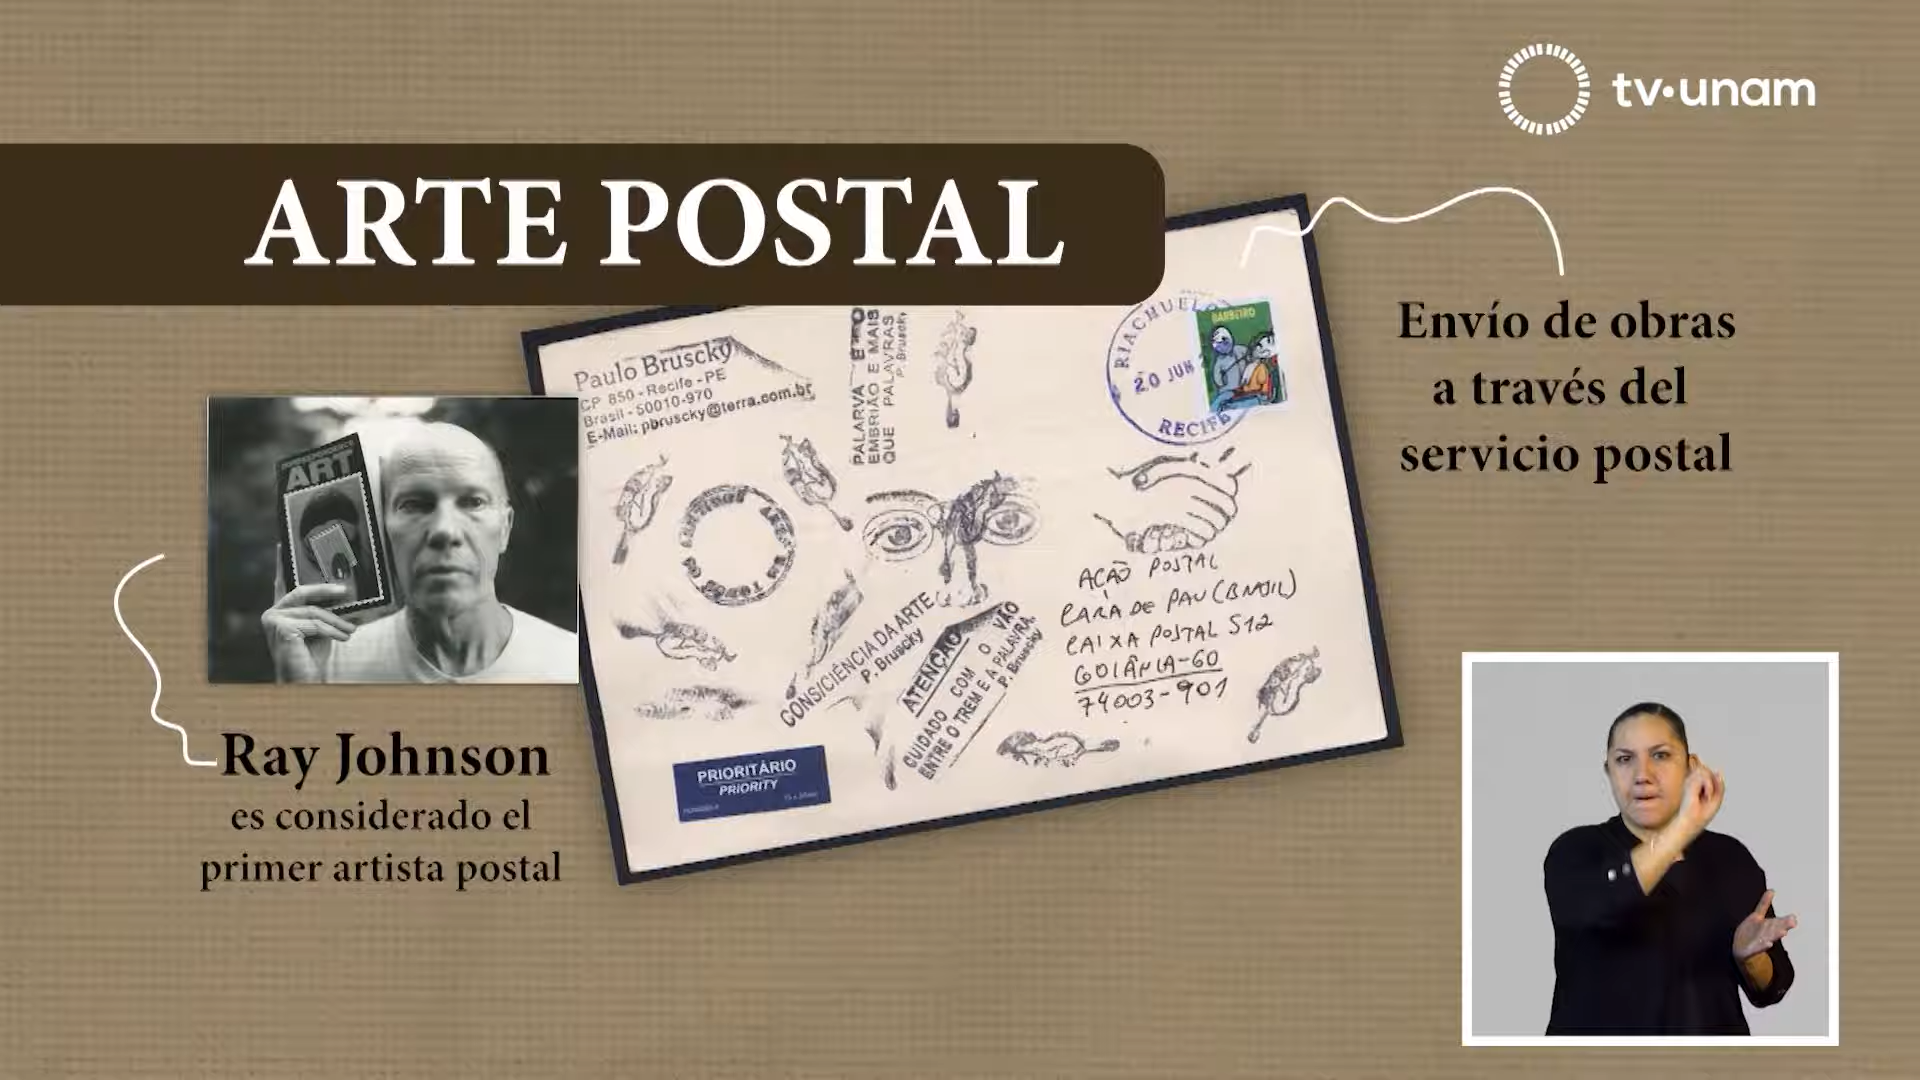 tv·unam
ARTE POSTAL
Envío de obras
a través del
servicio postal
Paulo Bruscky
CP 850 - Recife - PE
Brasil - 50010-970
E-Mail: pbruscky@terra.com.br
PALARVA É O
EMBRIÃO E MAIS
QUE PALAVRAS
P. Bruscky
RIACHUELO
20 JUN
RECIFE
BARBEIRO
ART
CONSICIÊNCIA DA ARTE
P. Bruscky
ATENÇÃO
CUIDADO COM O VÃO
ENTRE O TREM E A PALAVRA.
P. Bruscky
AÇÃO POSTAL
CARA DE PAU (BRASIL)
CAIXA POSTAL 512
GOIÂNIA-GO
74003-901
PRIORITÁRIO
PRIORITY
Ray Johnson
es considerado el
primer artista postal